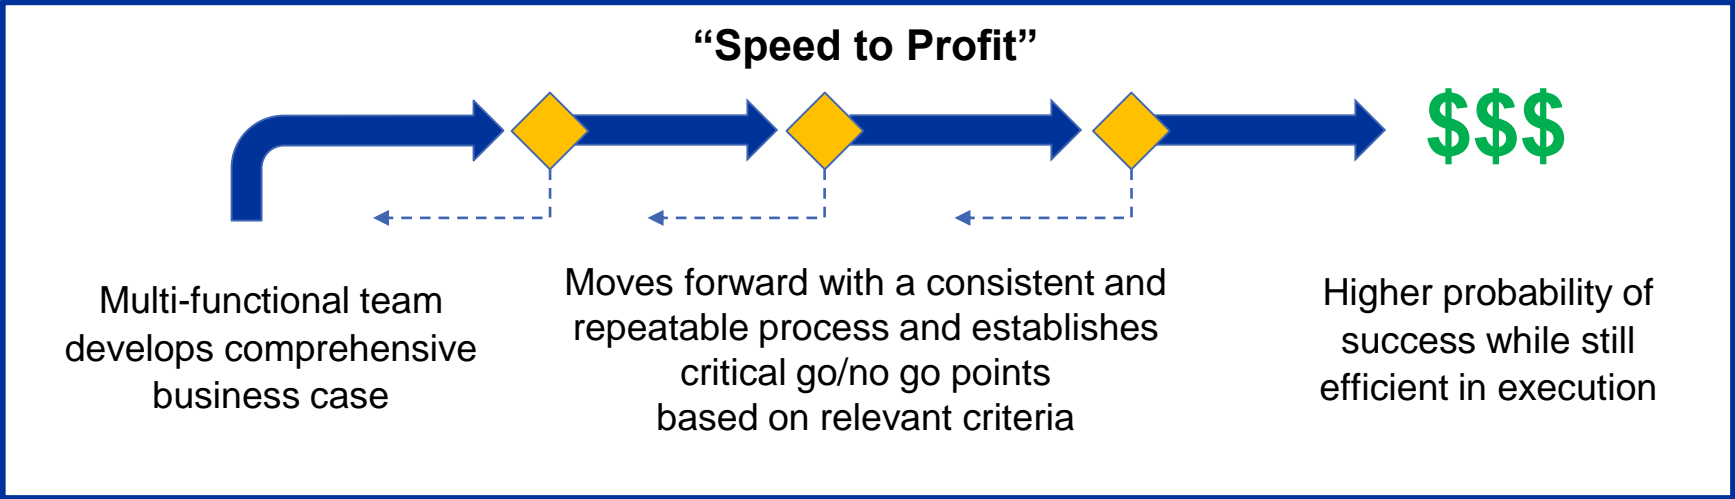 “Speed to Profit”
$$$
Multi-functional team
develops comprehensive
business case
Moves forward with a consistent and
repeatable process and establishes
critical go/no go points
based on relevant criteria
Higher probability of
success while still
efficient in execution